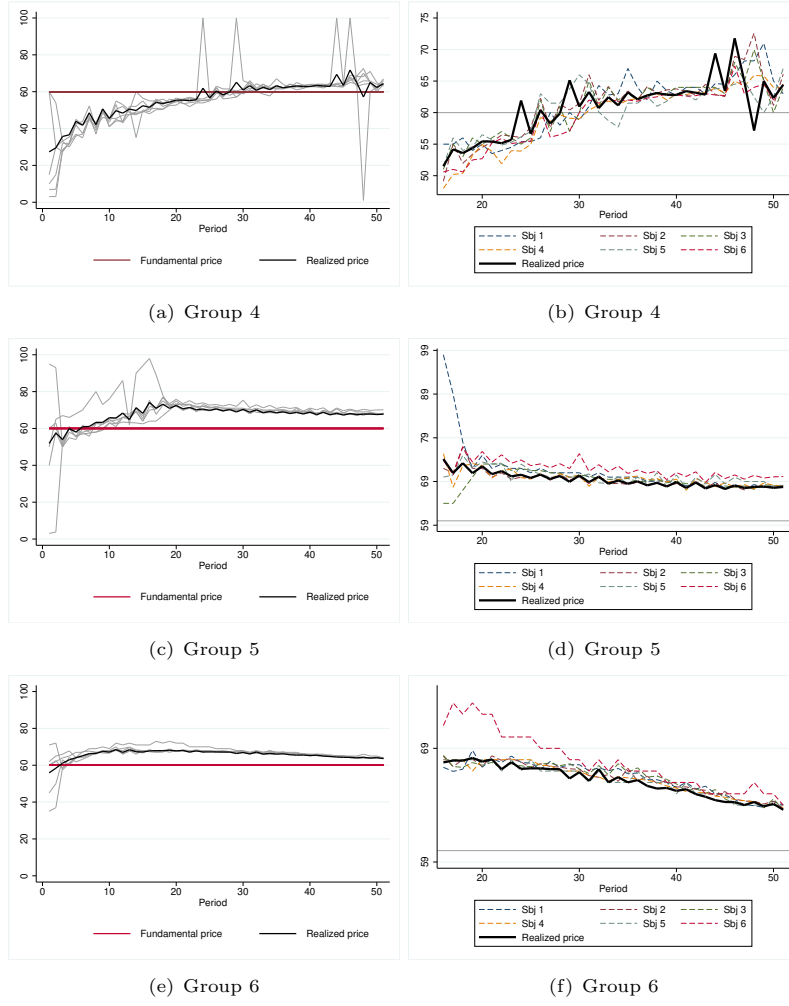 100
80
60
40
20
0
0 10 20 30 40 50
Period
Fundamental price Realized price
(a) Group 4
75
70
65
60
55
50
20 30 40 50
Period
Sbj 1 Sbj 2 Sbj 3
Sbj 4 Sbj 5 Sbj 6
Realized price
(b) Group 4
100
80
60
40
20
0
0 10 20 30 40 50
Period
Fundamental price Realized price
(c) Group 5
99
89
79
69
59
20 30 40 50
Period
Sbj 1 Sbj 2 Sbj 3
Sbj 4 Sbj 5 Sbj 6
Realized price
(d) Group 5
100
80
60
40
20
0
0 10 20 30 40 50
Period
Fundamental price Realized price
(e) Group 6
69
59
20 30 40 50
Period
Sbj 1 Sbj 2 Sbj 3
Sbj 4 Sbj 5 Sbj 6
Realized price
(f) Group 6